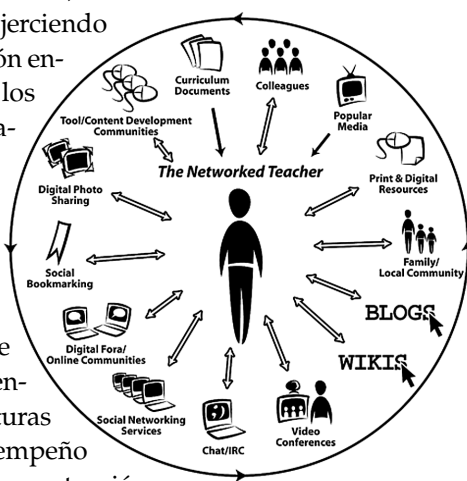 jerciendo
ón en-
los
a-
e
en-
turas
empeño
The Networked Teacher
Curriculum
Documents
Colleagues
Popular
Media
Print & Digital
Resources
Family/
Local Community
BLOGS
WIKIS
Video
Conferences
Chat/IRC
Social Networking
Services
Digital Fora/
Online Communities
Social
Bookmarking
Digital Photo
Sharing
Tool/Content Development
Communities